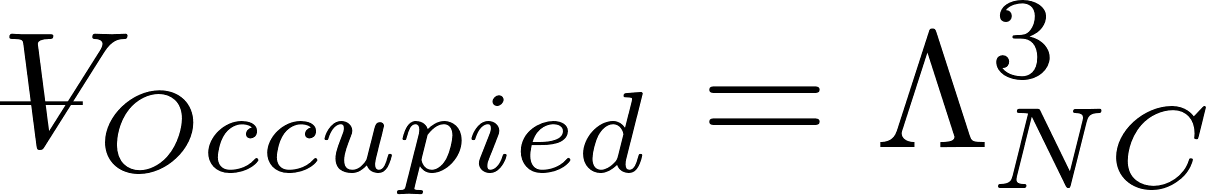 V̶_{Occupied} = Λ^3_{NC}